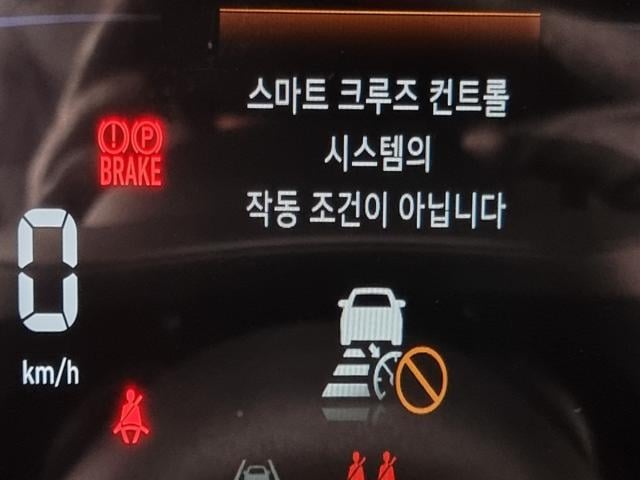 스마트 크루즈 컨트롤
시스템의
작동 조건이 아닙니다
! P
BRAKE
0
km/h